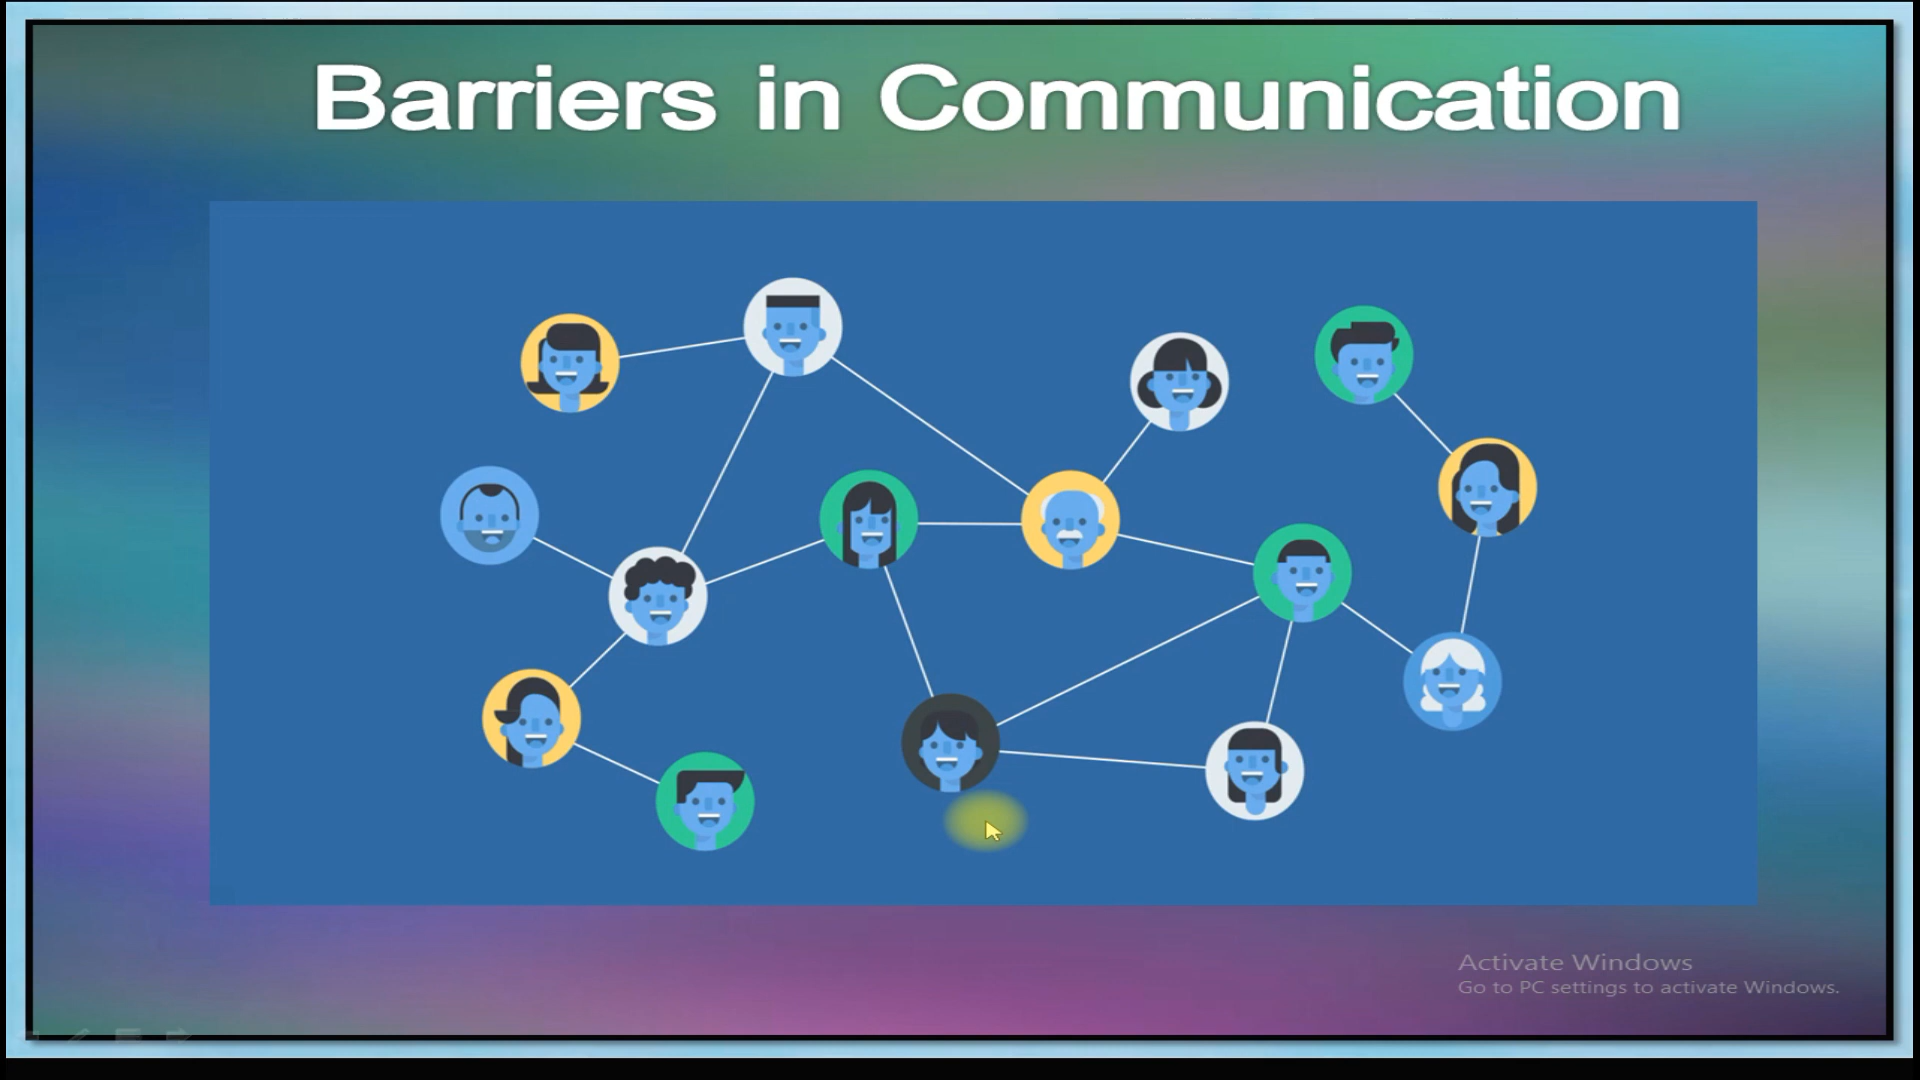 Barriers in Communication
Activate Windows
Go to PC settings to activate Windows.